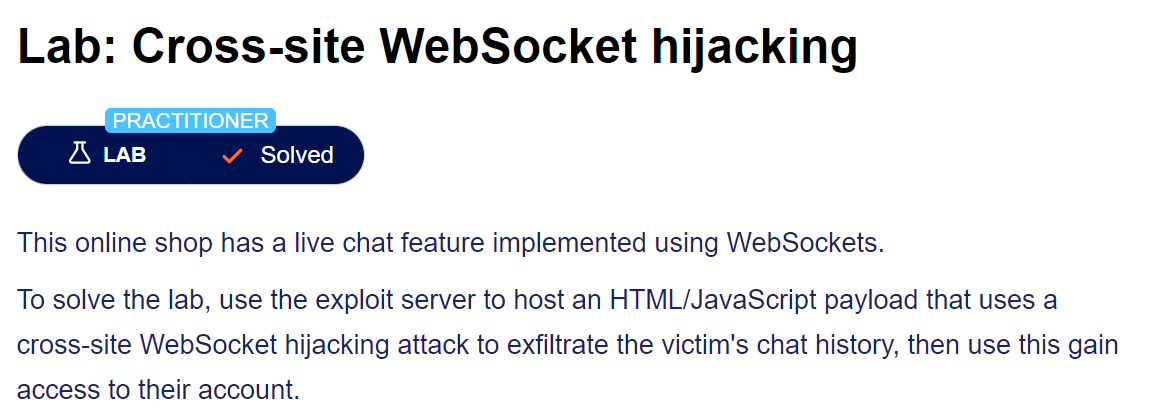 Lab: Cross-site WebSocket hijacking
PRACTITIONER
LAB Solved
This online shop has a live chat feature implemented using WebSockets.
To solve the lab, use the exploit server to host an HTML/JavaScript payload that uses a
cross-site WebSocket hijacking attack to exfiltrate the victim's chat history, then use this gain
access to their account.